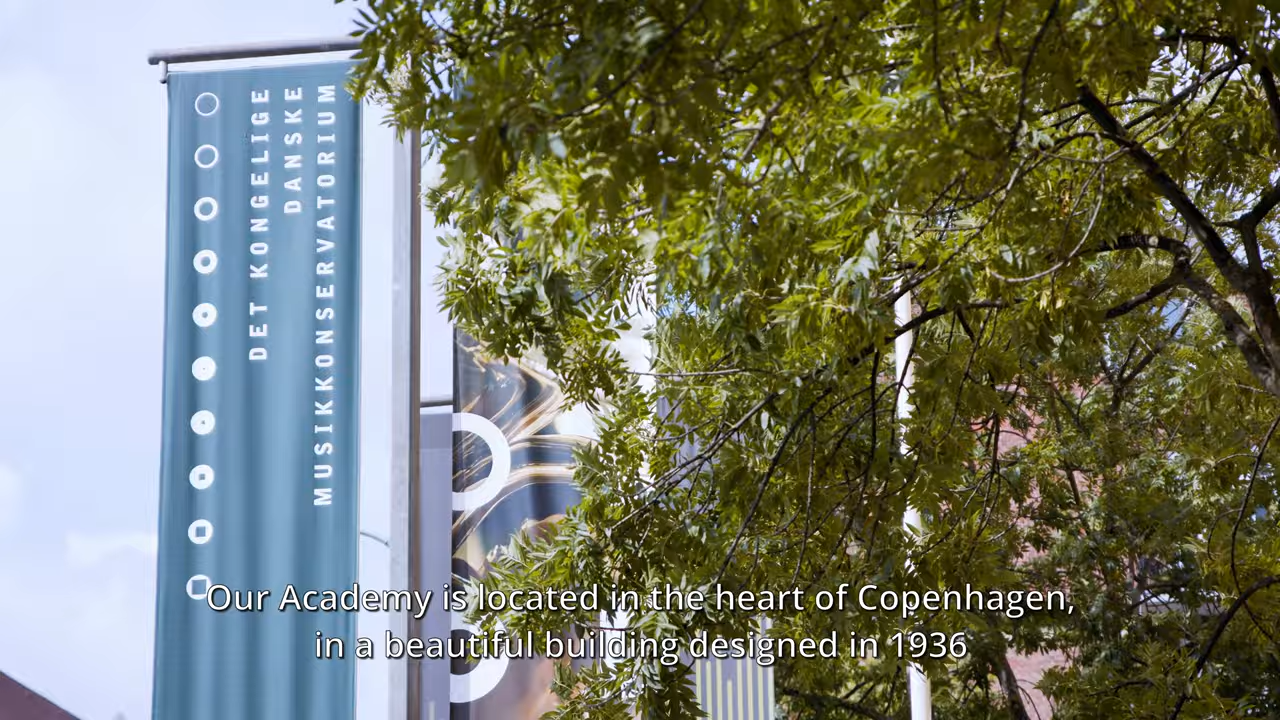 DET KONGELIGE
DANSKE
MUSIKKONSERVATORIUM
Our Academy is located in the heart of Copenhagen,
in a beautiful building designed in 1936